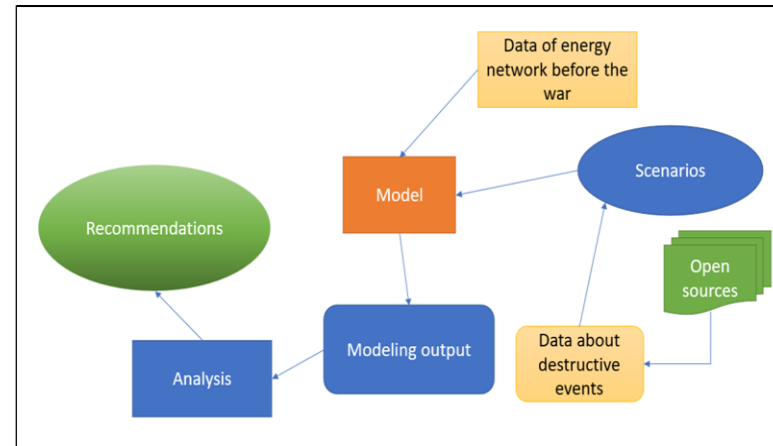 Data of energy
network before the
war
Scenarios
Model
Recommendations
Open
sources
Modeling output
Data about
destructive
events
Analysis